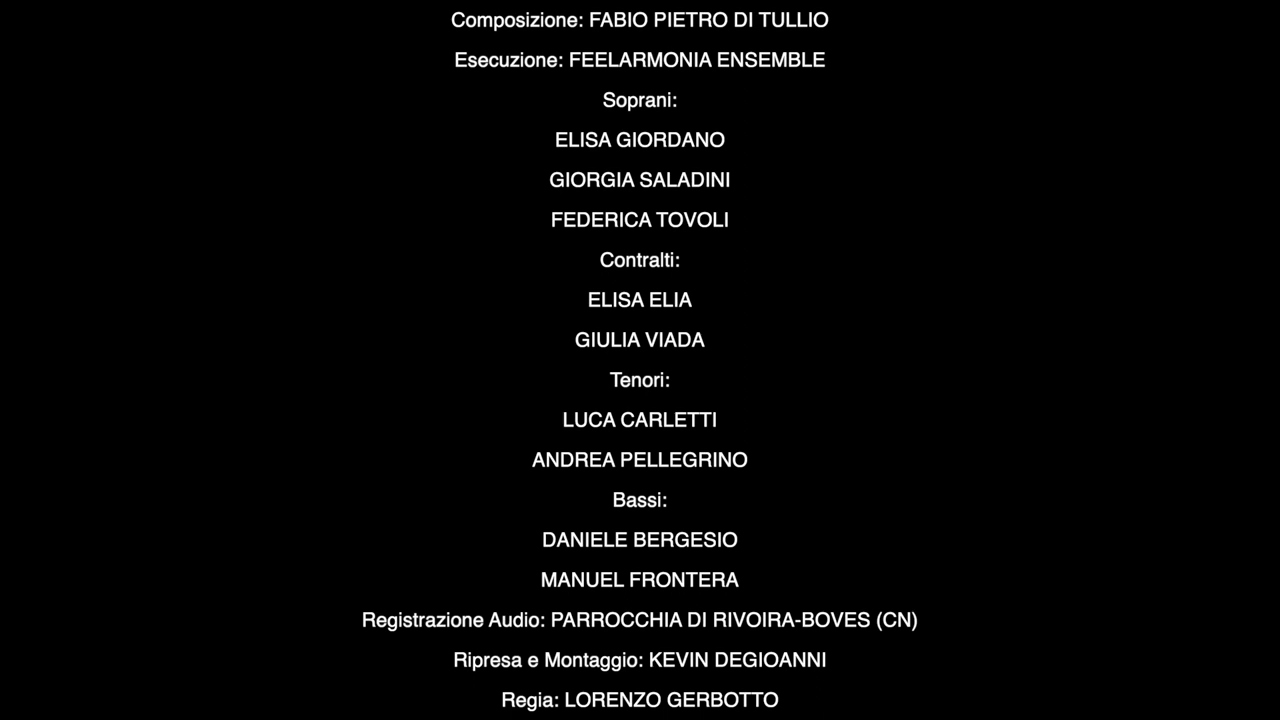 Composizione: FABIO PIETRO DI TULLIO
Esecuzione: FEELARMONIA ENSEMBLE
Soprani:
ELISA GIORDANO
GIORGIA SALADINI
FEDERICA TOVOLI
Contralti:
ELISA ELIA
GIULIA VIADA
Tenori:
LUCA CARLETTI
ANDREA PELLEGRINO
Bassi:
DANIELE BERGESIO
MANUEL FRONTERA
Registrazione Audio: PARROCCHIA DI RIVOIRA-BOVES (CN)
Ripresa e Montaggio: KEVIN DEGIOANNI
Regia: LORENZO GERBOTTO